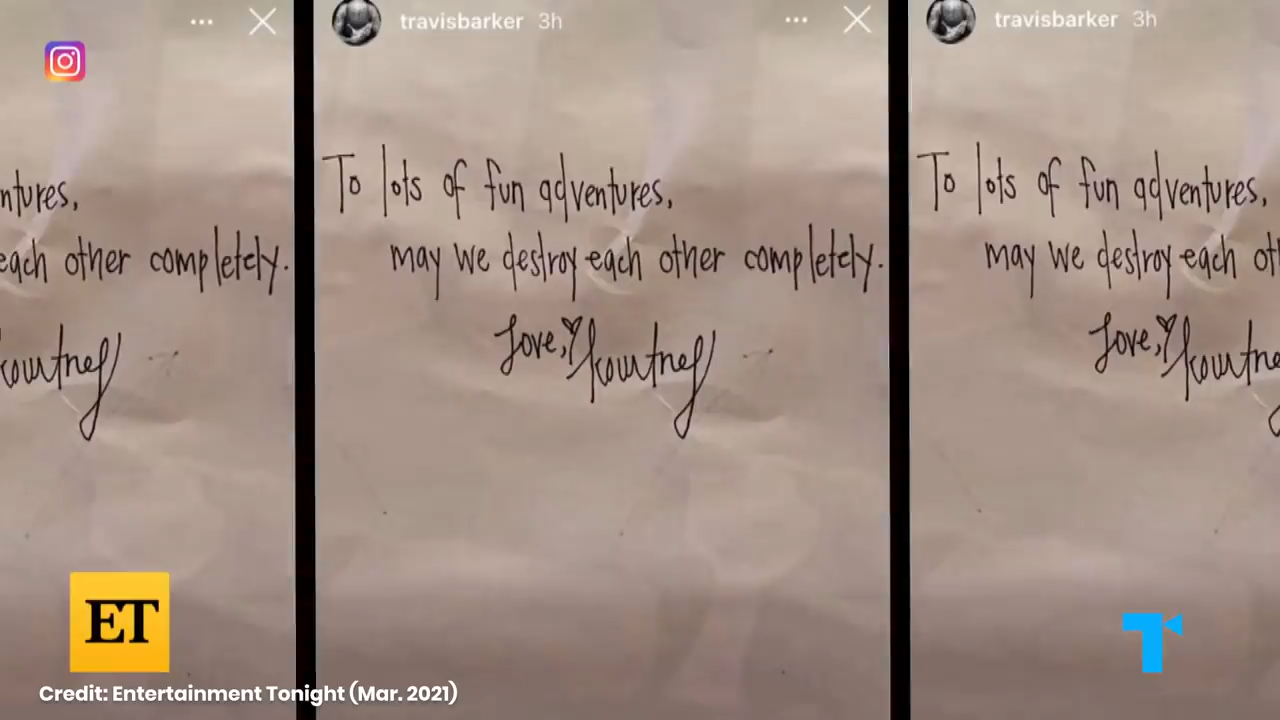 travisbarker 3h
travisbarker 3h
ntures,
each other completely.
kourtney
To lots of fun adventures,
may we destroy each other completely.
Love, kourtney
To lots of fun adventures,
may we destroy each ot
Love, kourtne
ET
Credit: Entertainment Tonight (Mar. 2021)